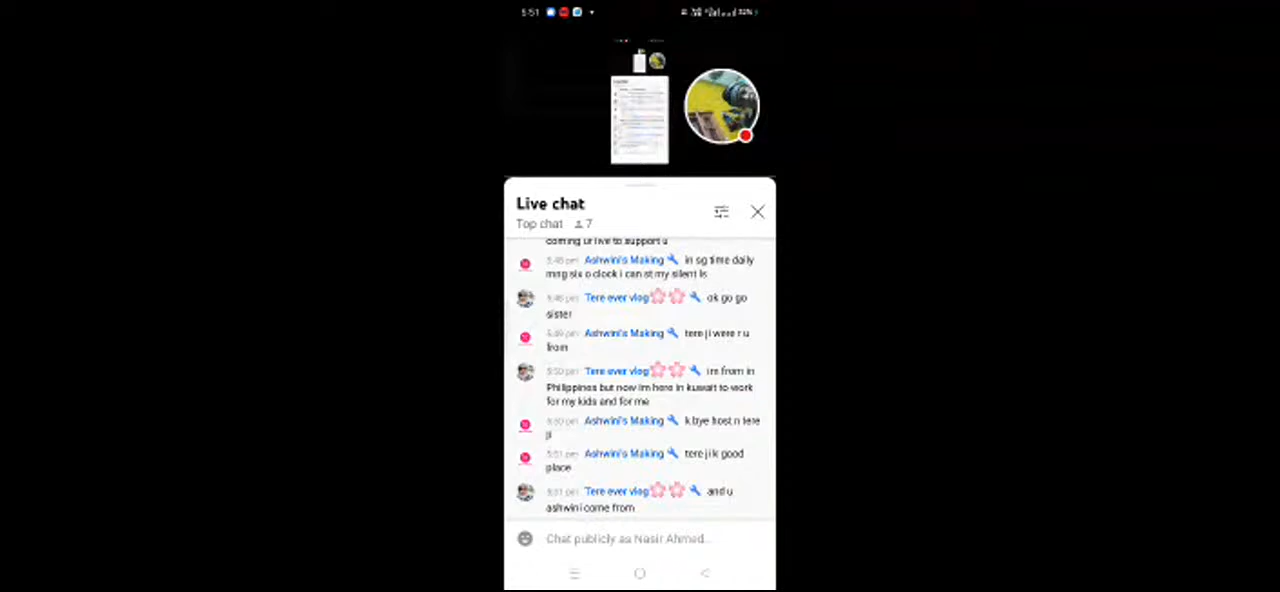 5:51
Live chat
Top chat 7
coming ur live to support u
5:48 pm Ashwini's Making in sg time daily
mng six o clock i can st my silent ls
5:48 pm Tere ever vlog🌸🌸 ok go go
sister
5:49 pm Ashwini's Making tere ji were r u
from
5:50 pm Tere ever vlog🌸🌸 im from in
Philippines but now im here in kuwait to work
for my kids and for me
5:50 pm Ashwini's Making k bye host n tere
ji
5:51 pm Ashwini's Making tere ji k good
place
5:51 pm Tere ever vlog🌸🌸 and u
ashwini come from
Chat publicly as Nasir Ahmed...